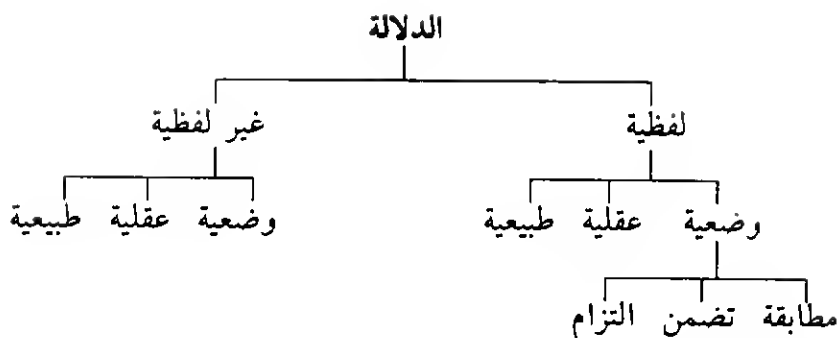 الدلالة
لفظية غير لفظية
وضعية عقلية طبيعية وضعية عقلية طبيعية
مطابقة تضمن التزام